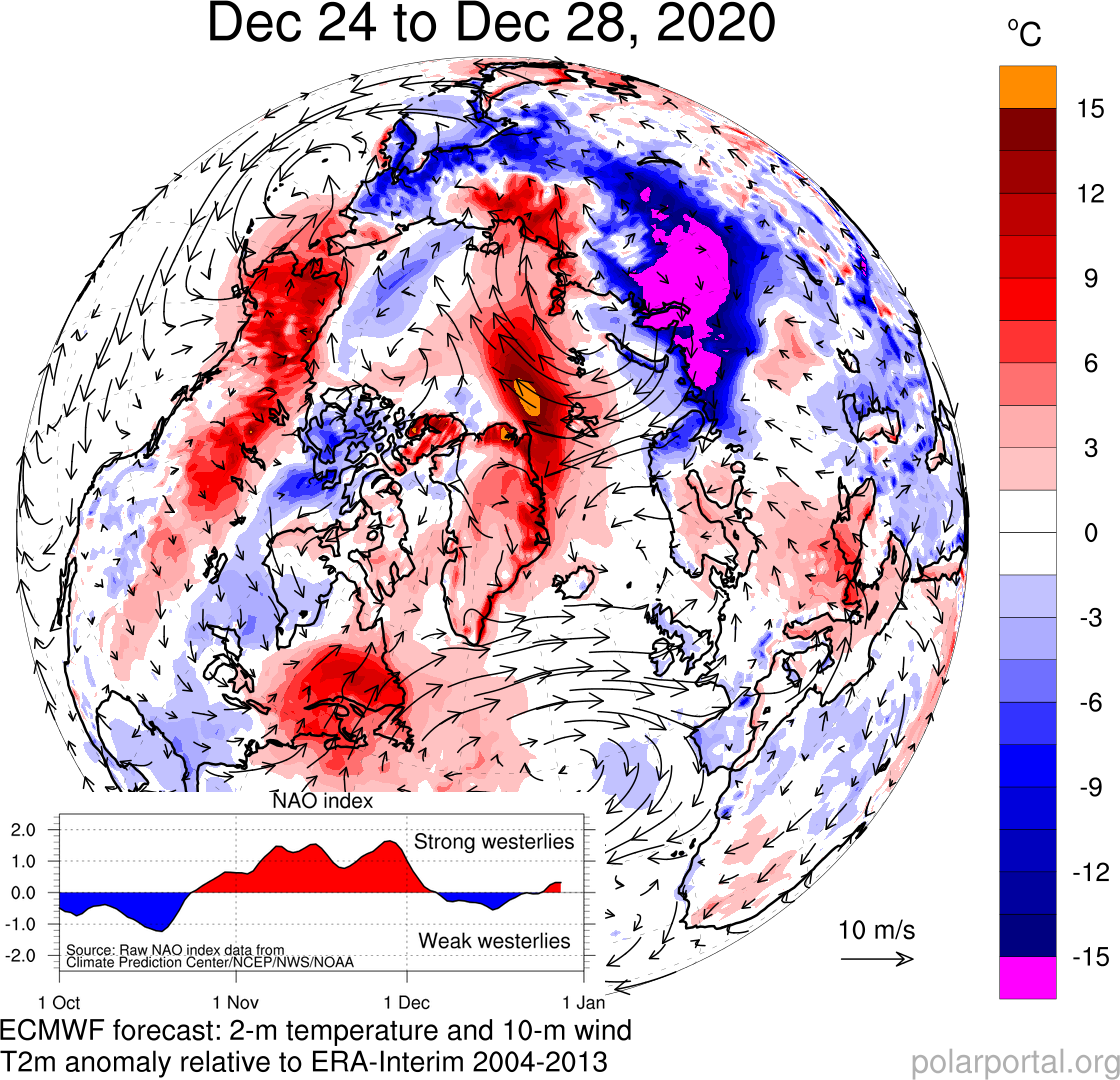 Dec 24 to Dec 28, 2020
oC
15
12
9
6
3
0
-3
-6
-9
-12
-15
NAO index
2.0
1.0
0.0
-1.0
-2.0
Strong westerlies
Weak westerlies
Source: Raw NAO index data from
Climate Prediction Center/NCEP/NWS/NOAA
1 Oct
1 Nov
1 Dec
1 Jan
10 m/s
ECMWF forecast: 2-m temperature and 10-m wind
T2m anomaly relative to ERA-Interim 2004-2013
polarportal.org